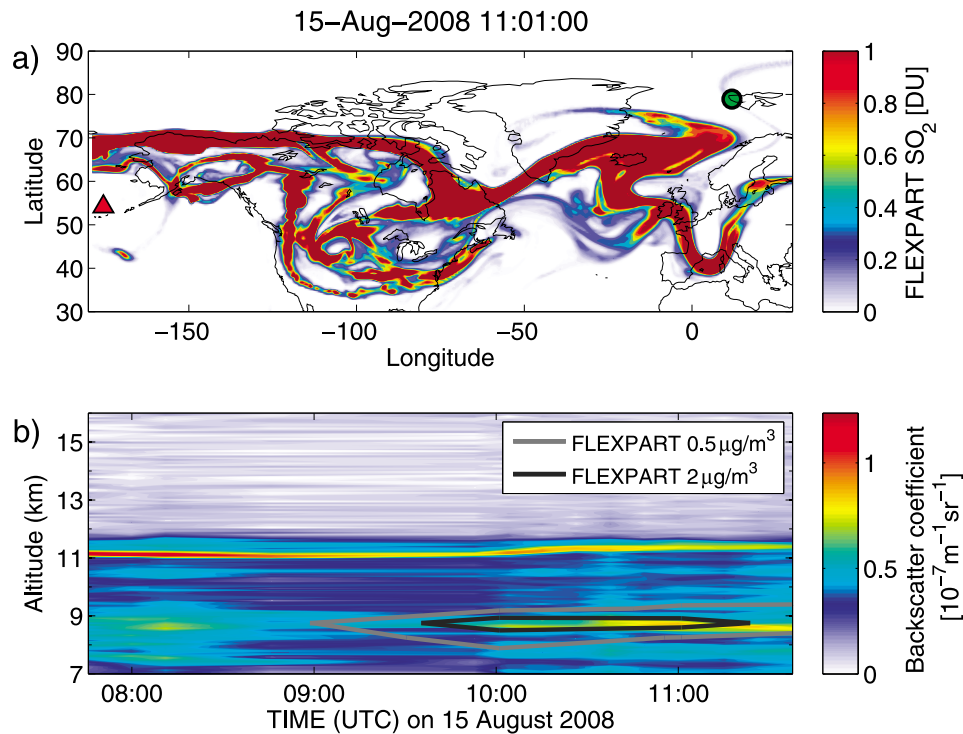 15−Aug−2008 11:01:00
a)
90
80
70
60
50
40
30
Latitude
−150
−100
−50
0
Longitude
1
0.8
0.6
0.4
0.2
0
FLEXPART SO2 [DU]
b)
15
13
11
9
7
Altitude (km)
FLEXPART 0.5μg/m3
FLEXPART 2μg/m3
08:00
09:00
10:00
11:00
TIME (UTC) on 15 August 2008
1
0.5
0
Backscatter coefficient
[10−7m−1sr−1]